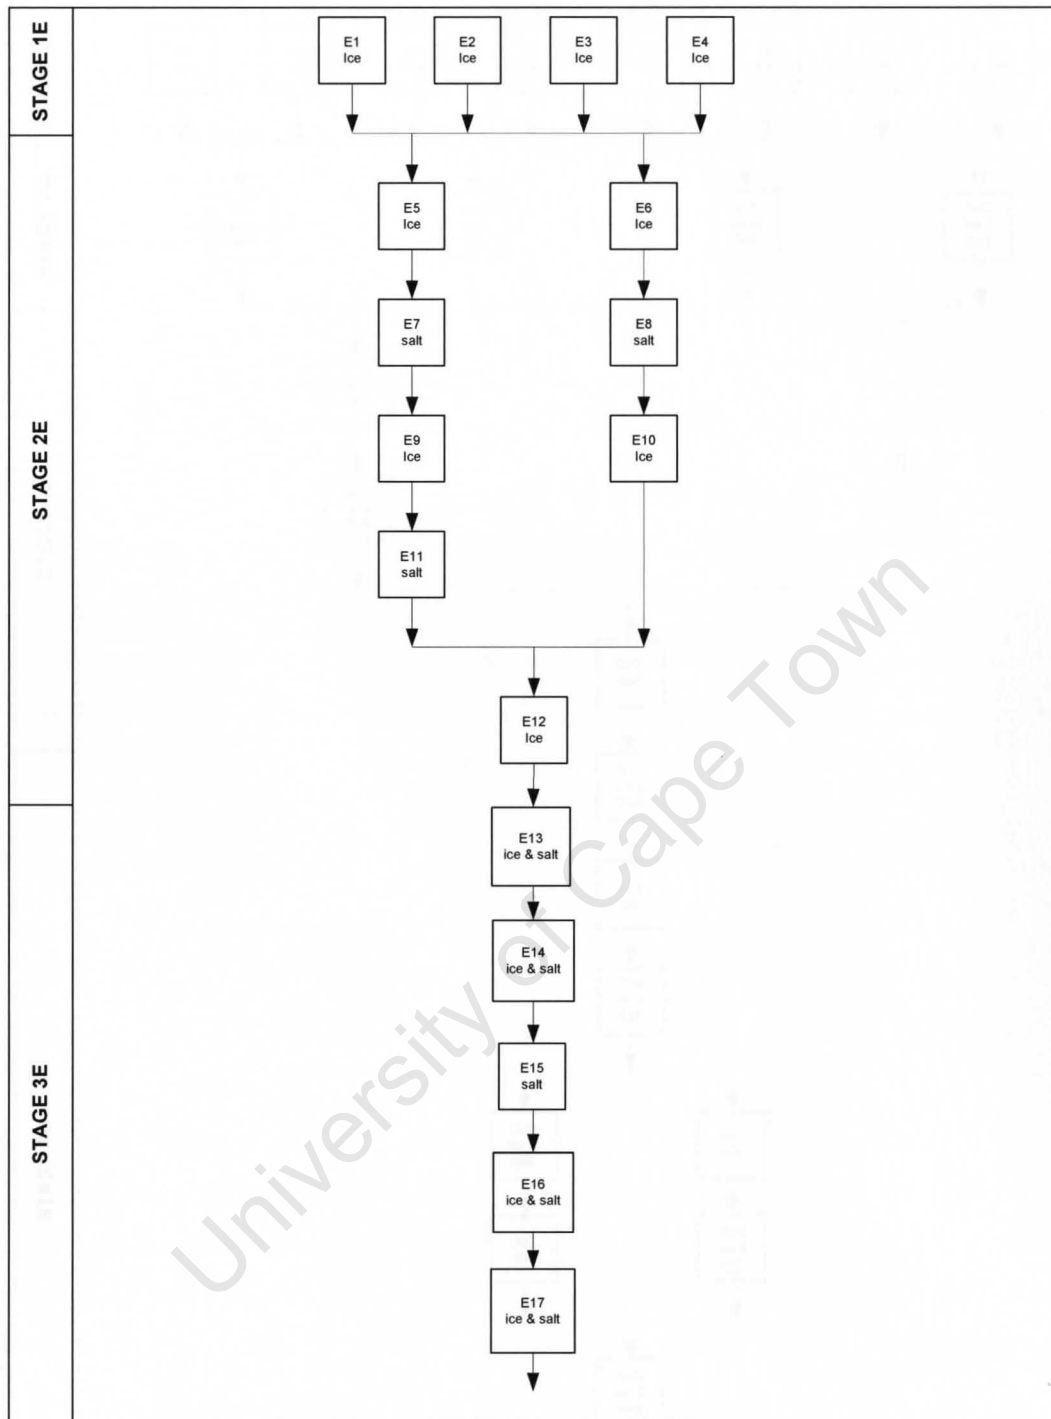 STAGE 1E
E1
Ice
E2
Ice
E3
Ice
E4
Ice
STAGE 2E
E5
Ice
E6
Ice
E7
salt
E8
salt
E9
Ice
E10
Ice
E11
salt
E12
Ice
STAGE 3E
E13
ice & salt
E14
ice & salt
E15
salt
E16
ice & salt
E17
ice & salt
University of Cape Town